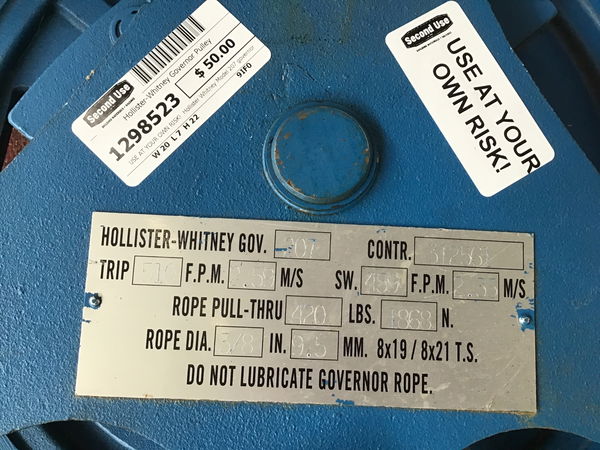 Second Use
Hollister-Whitney Governor Pulley
1298523
$ 50.00
USE AT YOUR OWN RISK! Hollister Whitney Model 207 governor
W 20 L 7 H 22
9JFO
Second Use
USE AT YOUR
OWN RISK!
HOLLISTER-WHITNEY GOV. 207 CONTR.
TRIP F.P.M. M/S SW. F.P.M. M/S
ROPE PULL-THRU 420 LBS. 1868 N.
ROPE DIA. 3/8 IN. 9.5 MM. 8x19 / 8x21 T.S.
DO NOT LUBRICATE GOVERNOR ROPE.